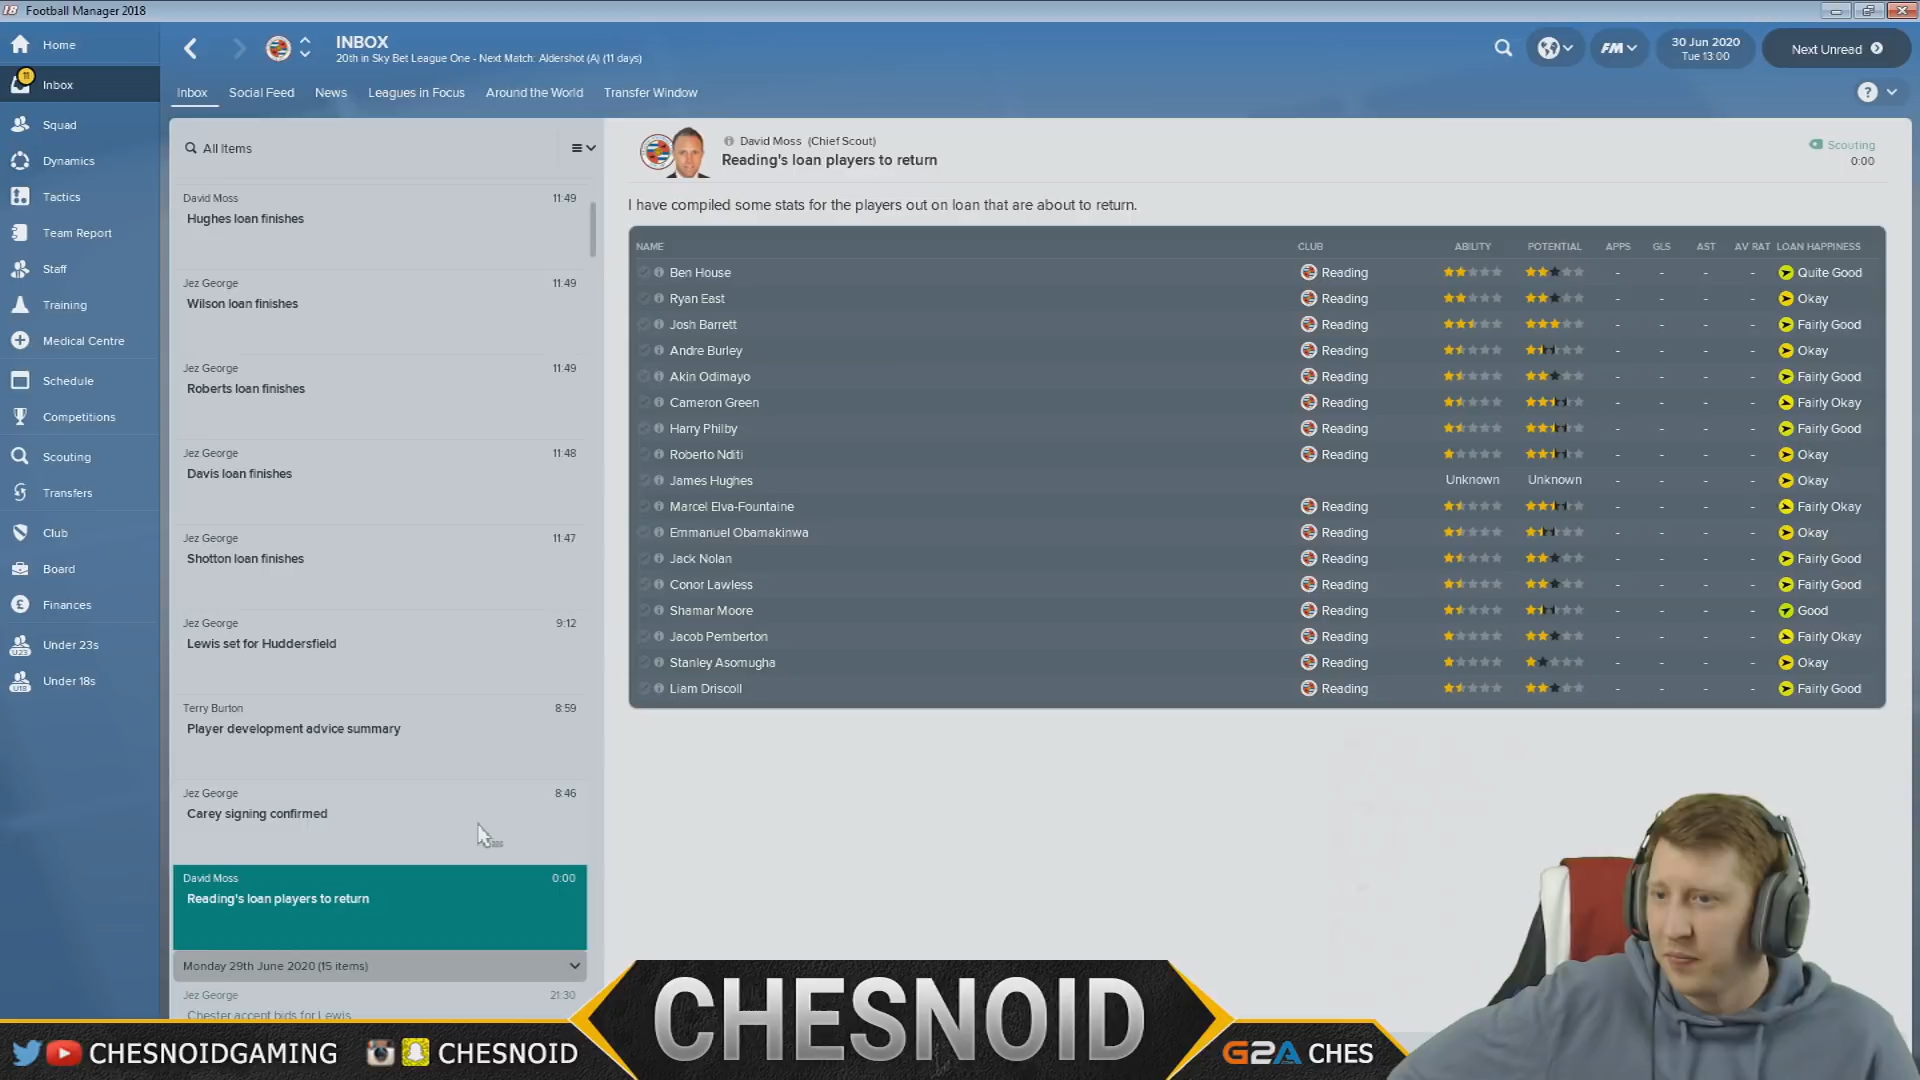 Football Manager 2018
Home
Inbox
Squad
Dynamics
Tactics
Team Report
Staff
Training
Medical Centre
Schedule
Competitions
Scouting
Transfers
Club
Board
Finances
Under 23s
Under 18s
INBOX
20th in Sky Bet League One - Next Match: Aldershot (A) (11 days)
FM
30 Jun 2020
Tue 13:00
Next Unread
Inbox Social Feed News Leagues in Focus Around the World Transfer Window
All Items
David Moss 11:49
Hughes loan finishes
Jez George 11:49
Wilson loan finishes
Jez George 11:49
Roberts loan finishes
Jez George 11:48
Davis loan finishes
Jez George 11:47
Shotton loan finishes
Jez George 9:12
Lewis set for Huddersfield
Terry Burton 8:59
Player development advice summary
Jez George 8:46
Carey signing confirmed
David Moss 0:00
Reading's loan players to return
Monday 29th June 2020 (15 items)
Jez George 21:30
Chester accept bids for Lewis
David Moss (Chief Scout)
Reading's loan players to return
Scouting
0:00
I have compiled some stats for the players out on loan that are about to return.
NAME CLUB ABILITY POTENTIAL APPS GLS AST AV RAT LOAN HAPPINESS
Ben House Reading - - - - Quite Good
Ryan East Reading - - - - Okay
Josh Barrett Reading - - - - Fairly Good
Andre Burley Reading - - - - Okay
Akin Odimayo Reading - - - - Fairly Good
Cameron Green Reading - - - - Fairly Okay
Harry Philby Reading - - - - Fairly Good
Roberto Nditi Reading - - - - Okay
James Hughes Unknown Unknown - - - - Okay
Marcel Elva-Fountaine Reading - - - - Fairly Okay
Emmanuel Obamakinwa Reading - - - - Okay
Jack Nolan Reading - - - - Fairly Good
Conor Lawless Reading - - - - Fairly Good
Shamar Moore Reading - - - - Good
Jacob Pemberton Reading - - - - Fairly Okay
Stanley Asomugha Reading - - - - Okay
Liam Driscoll Reading - - - - Fairly Good
CHESNOIDGAMING
CHESNOID
CHESNOID
G2A CHES